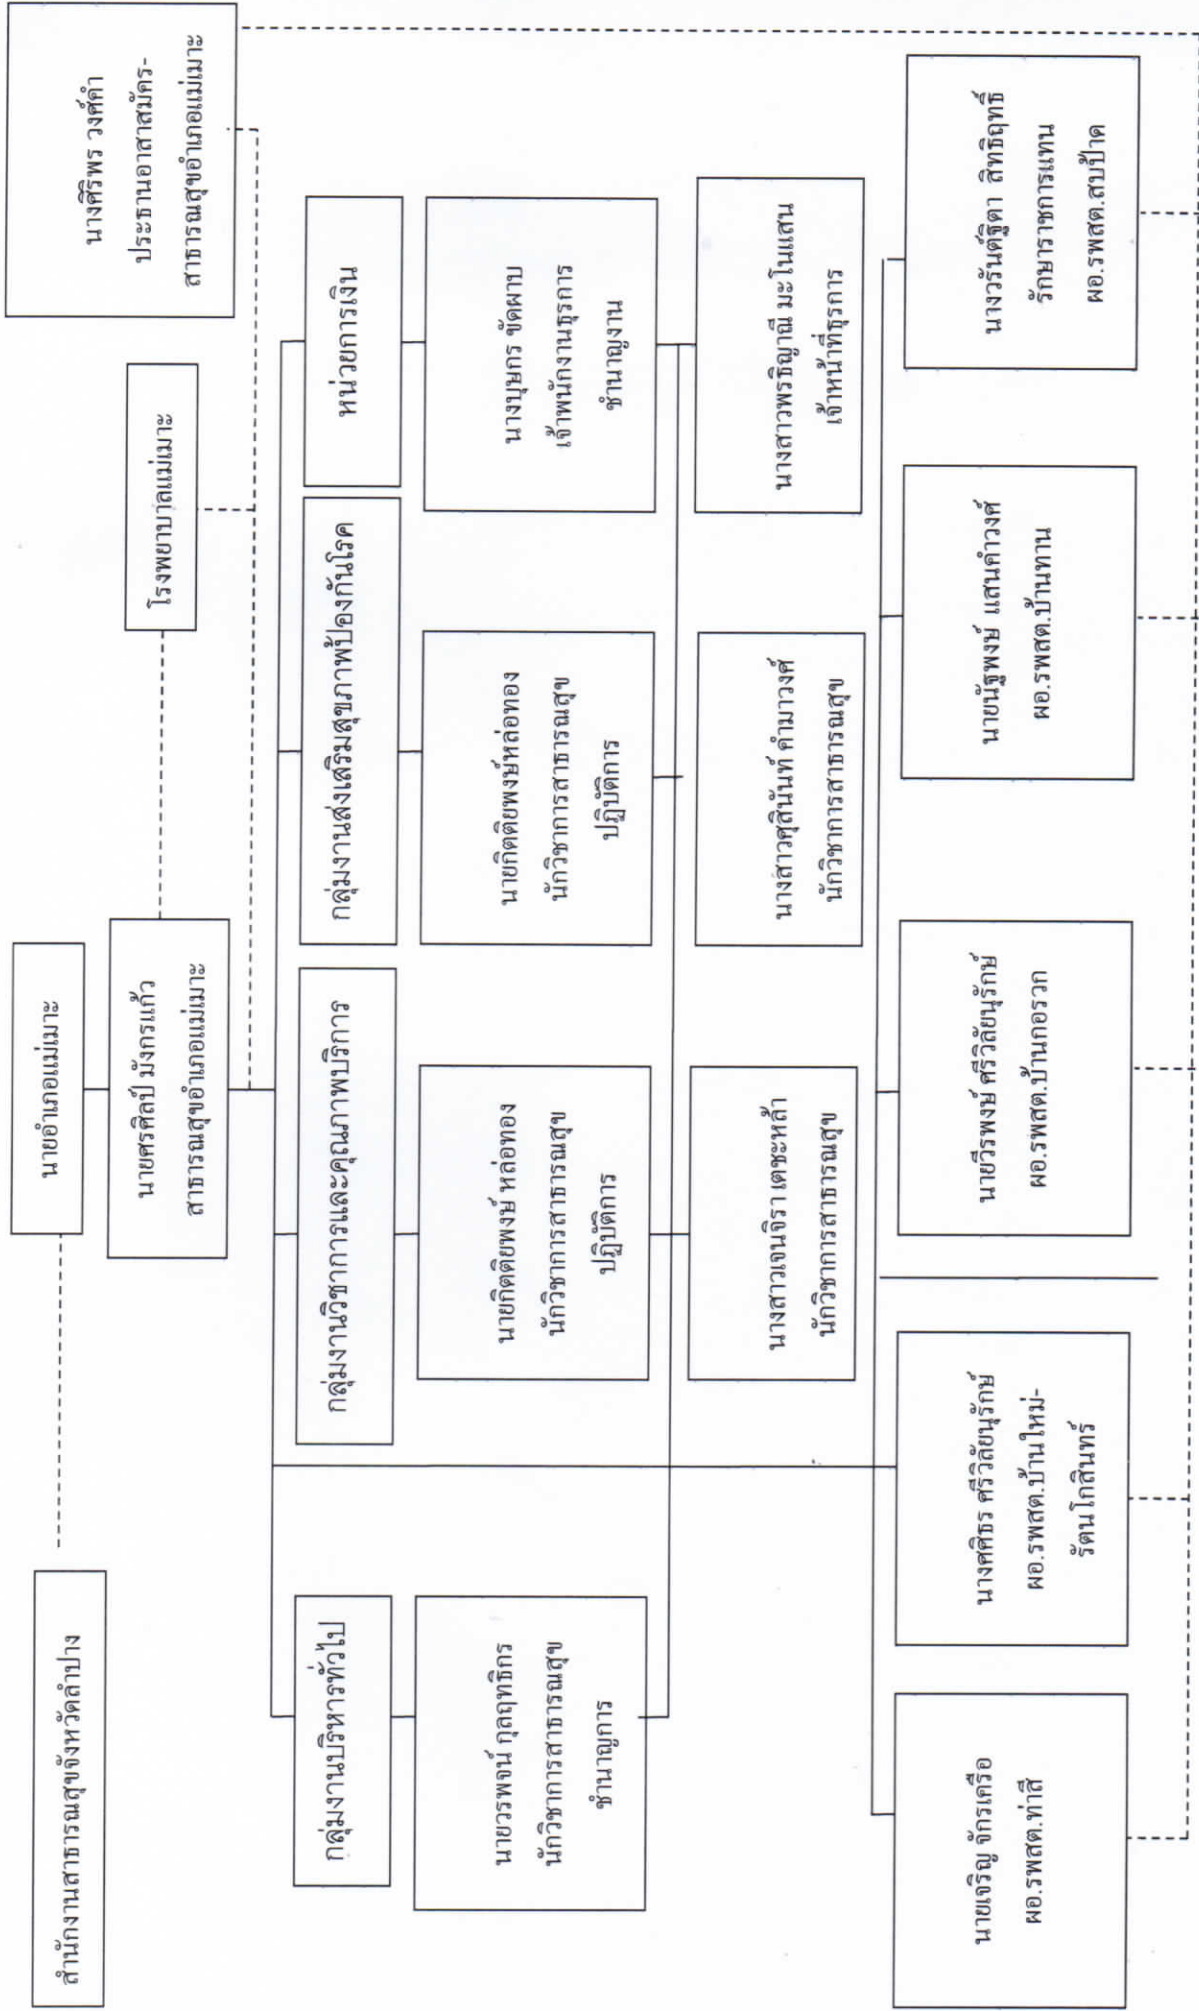 นายอำเภอแม่เมาะ
สำนักงานสาธารณสุขจังหวัดลำปาง
นายศรศิลป์ มังกรแก้ว
สาธารณสุขอำเภอแม่เมาะ
โรงพยาบาลแม่เมาะ
นางศิริพร วงศ์คำ
ประธานอาสาสมัคร-
สาธารณสุขอำเภอแม่เมาะ
กลุ่มงานบริหารทั่วไป
กลุ่มงานวิชาการและคุณภาพบริการ
กลุ่มงานส่งเสริมสุขภาพป้องกันโรค
หน่วยการเงิน
นายวรพจน์ กุลฤทธิกร
นักวิชาการสาธารณสุข
ชำนาญการ
นายกิตติยพงษ์ หล่อทอง
นักวิชาการสาธารณสุข
ปฏิบัติการ
นายกิตติยพงษ์หล่อทอง
นักวิชาการสาธารณสุข
ปฏิบัติการ
นางบุษกร ขัดผาบ
เจ้าพนักงานธุรการ
ชำนาญงาน
นางสาวเจนจิรา เตชะหล้า
นักวิชาการสาธารณสุข
นางสาวศุสินันท์ คำมาวงศ์
นักวิชาการสาธารณสุข
นางสาวพรธิญาณี มะโนแสน
เจ้าหน้าที่ธุรการ
นายเจริญ จักรเครือ
ผอ.รพสต.ท่าสี
นางศศิธร ศรีวิลัยนุรักษ์
ผอ.รพสต.บ้านใหม่-
รัตนโกสินทร์
นายวีรพงษ์ ศรีวิลัยนุรักษ์
ผอ.รพสต.บ้านกอรวก
นายนัฐพงษ์ แสนคำวงศ์
ผอ.รพสต.บ้านทาน
นางวรันต์ฐิตา สิทธิฤทธิ์
รักษาราชการแทน
ผอ.รพสต.สบป้าด